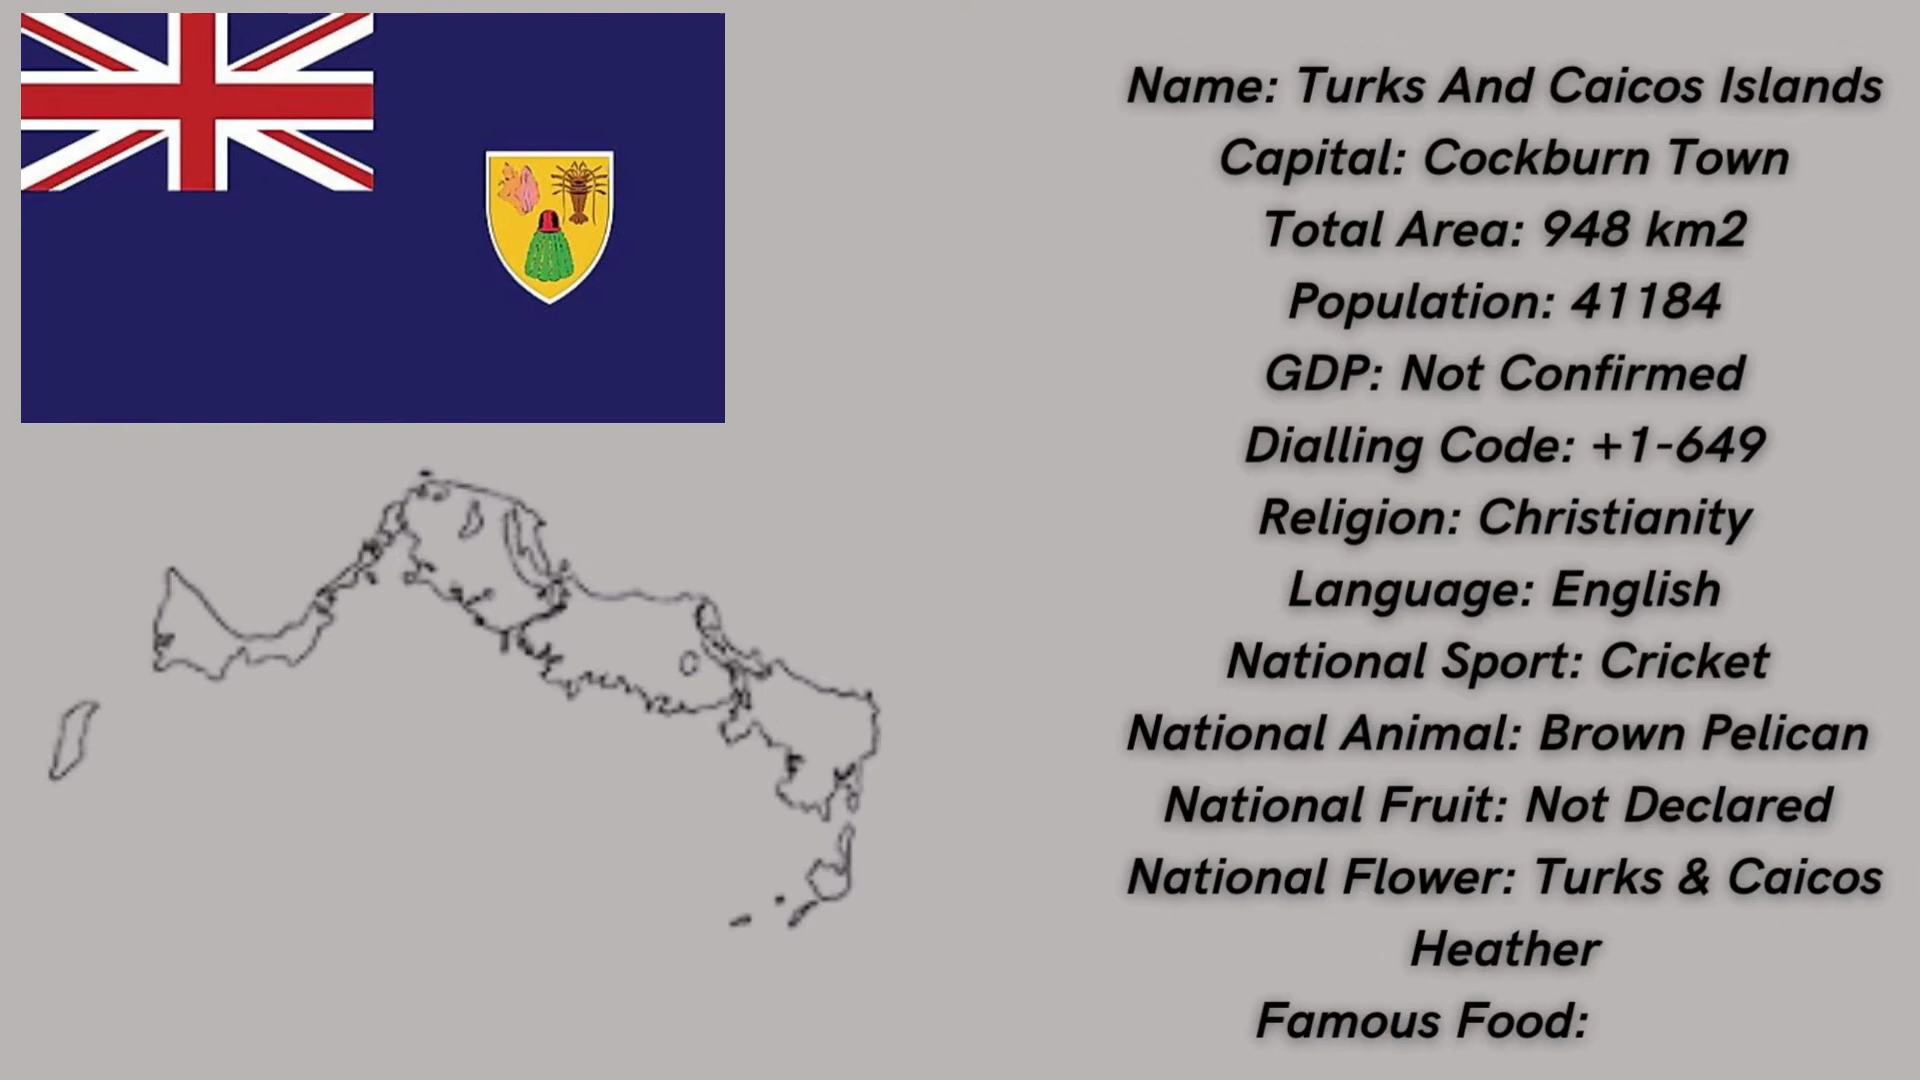 Name: Turks And Caicos Islands
Capital: Cockburn Town
Total Area: 948 km2
Population: 41184
GDP: Not Confirmed
Dialling Code: +1-649
Religion: Christianity
Language: English
National Sport: Cricket
National Animal: Brown Pelican
National Fruit: Not Declared
National Flower: Turks & Caicos
Heather
Famous Food: